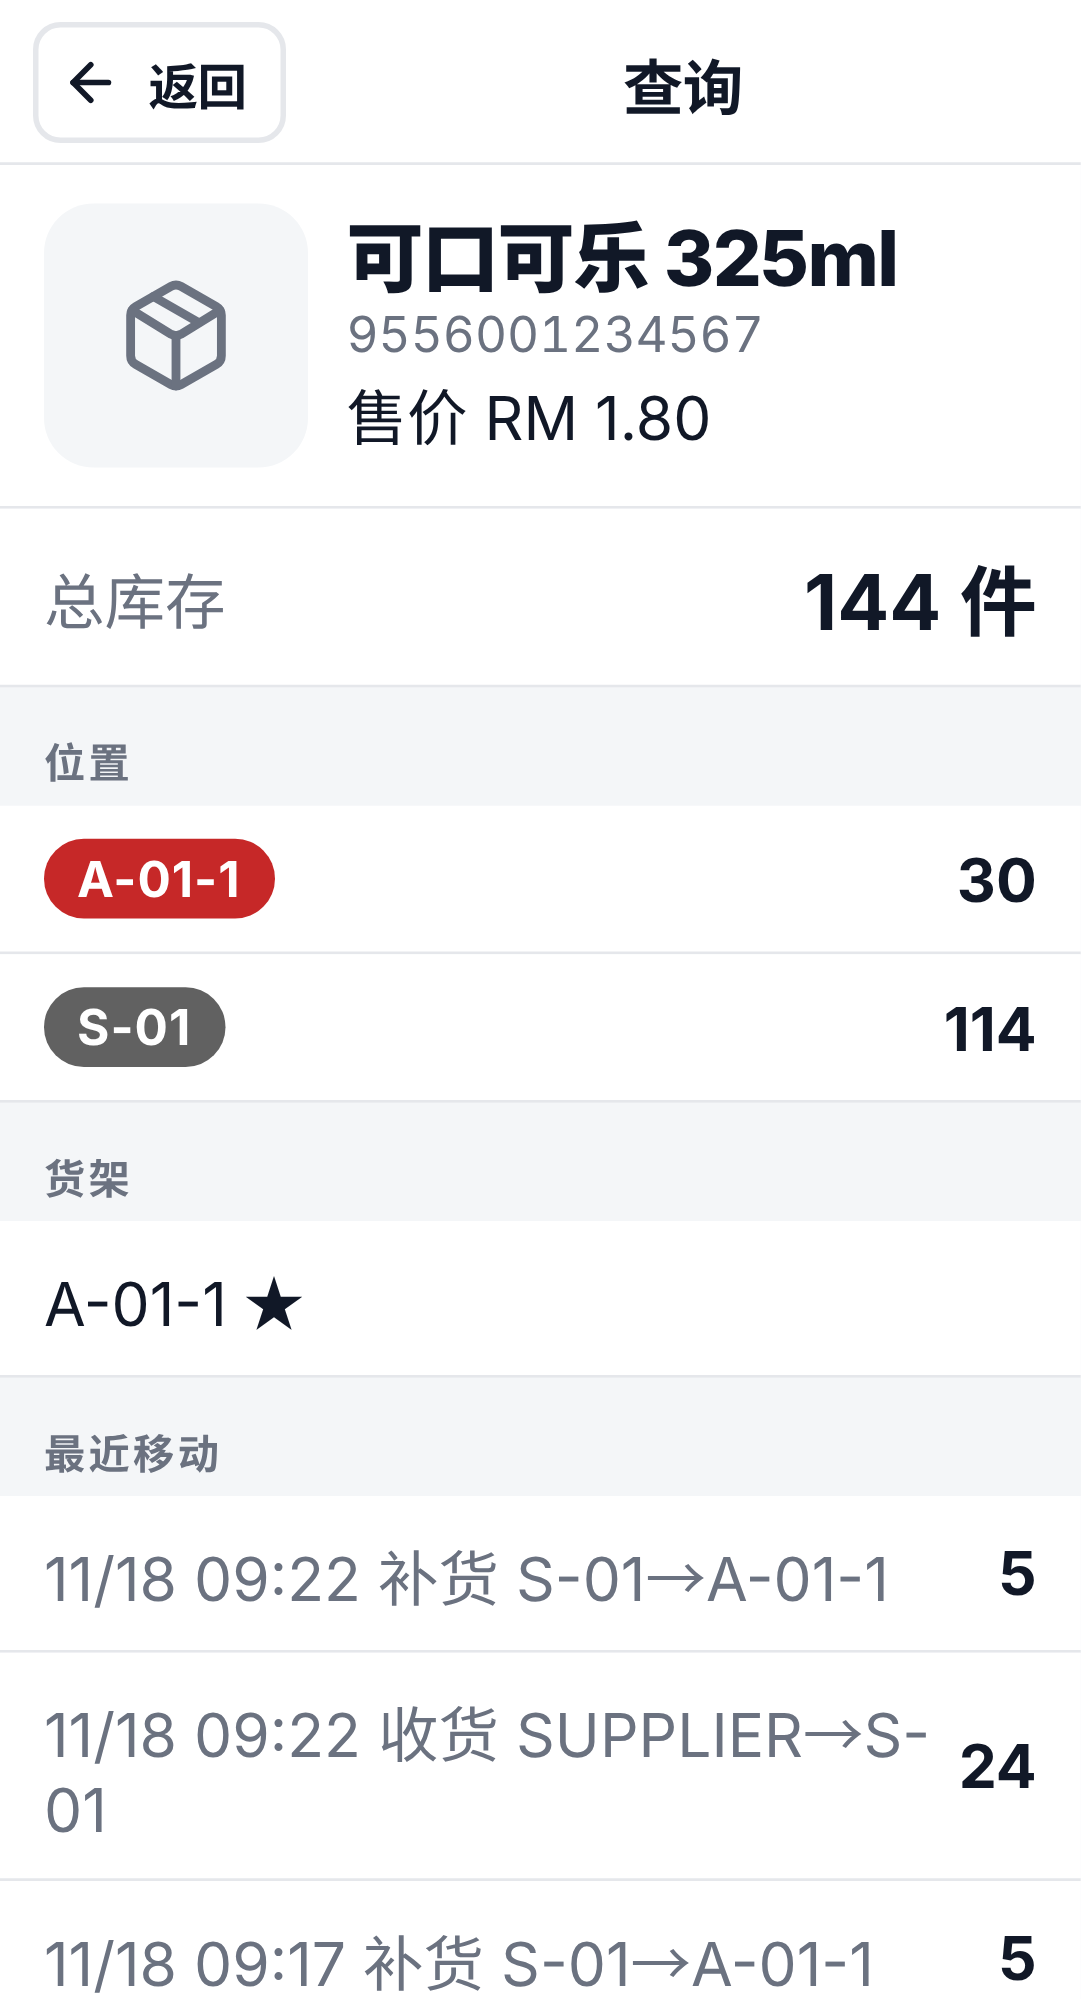 返回
查询
可口可乐 325ml
9556001234567
售价 RM 1.80
总库存
144 件
位置
A-01-1
30
S-01
114
货架
A-01-1 ★
最近移动
11/18 09:22 补货 S-01→A-01-1
5
11/18 09:22 收货 SUPPLIER→S-
01
24
11/18 09:17 补货 S-01→A-01-1
5